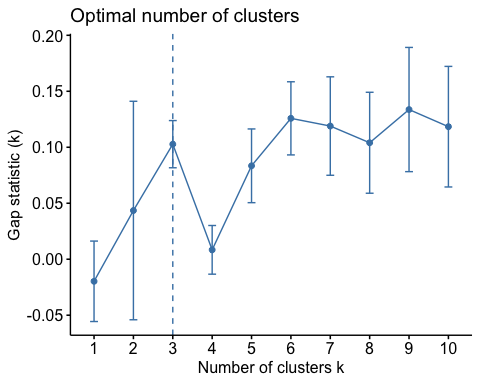 Optimal number of clusters
Gap statistic (k)
0.20
0.15
0.10
0.05
0.00
-0.05
1 2 3 4 5 6 7 8 9 10
Number of clusters k